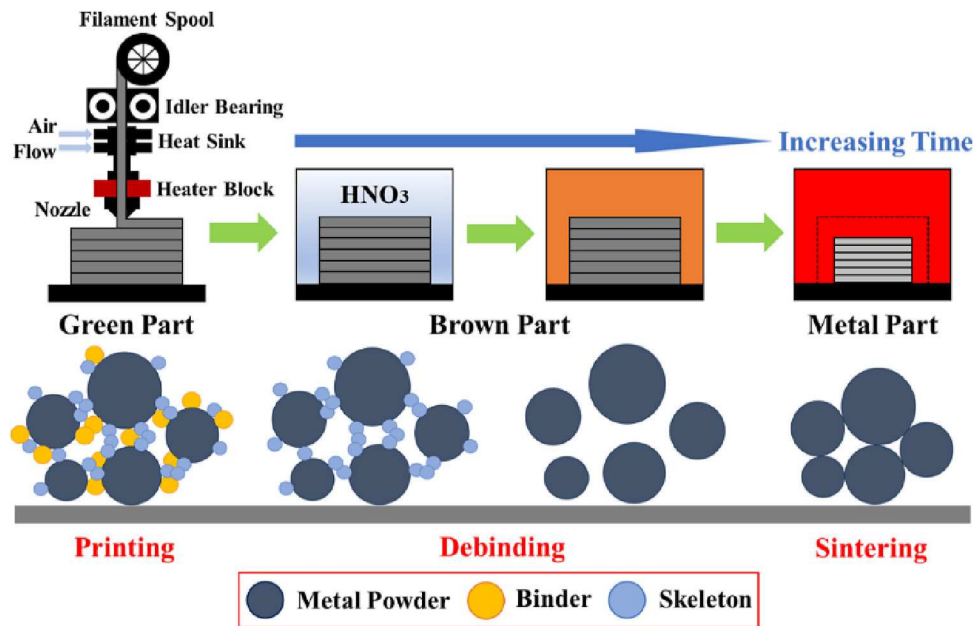 Filament Spool
Idler Bearing
Air
Flow
Heat Sink
Increasing Time
Heater Block
Nozzle
HNO3
Green Part
Brown Part
Metal Part
Printing
Debinding
Sintering
Metal Powder
Binder
Skeleton